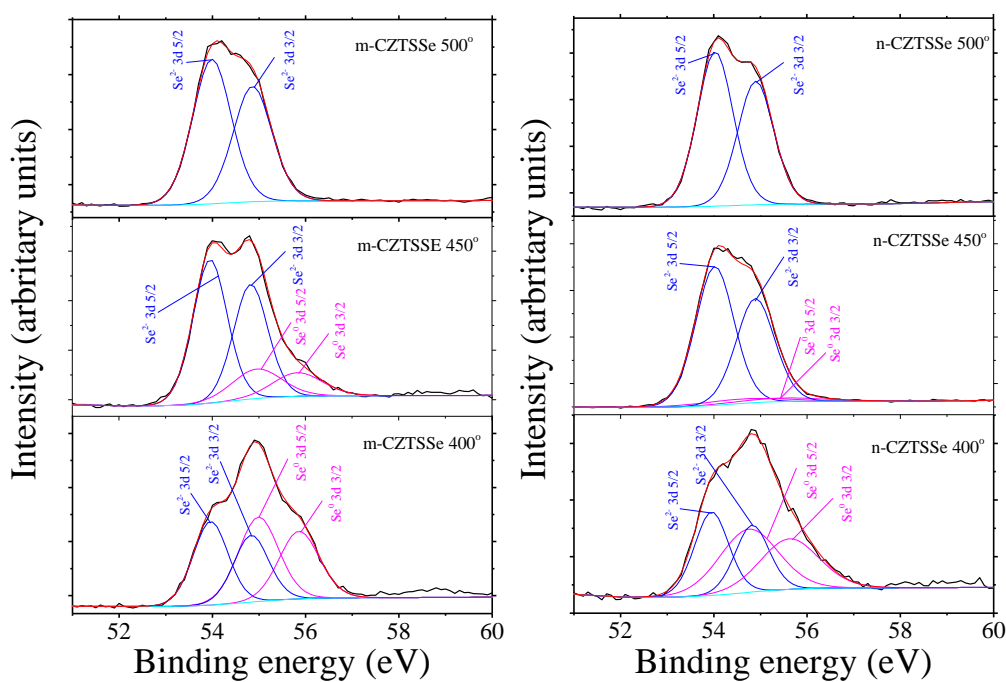 m-CZTSSe 500°
Se²⁻ 3d 5/2
Se²⁻ 3d 3/2
m-CZTSSE 450°
Se²⁻ 3d 5/2
Se²⁻ 3d 3/2
Se⁰ 3d 5/2
Se⁰ 3d 3/2
m-CZTSSe 400°
Se²⁻ 3d 5/2
Se²⁻ 3d 3/2
Se⁰ 3d 5/2
Se⁰ 3d 3/2
Intensity (arbritary units)
52 54 56 58 60
Binding energy (eV)
n-CZTSSe 500°
Se²⁻ 3d 5/2
Se²⁻ 3d 3/2
n-CZTSSe 450°
Se²⁻ 3d 5/2
Se²⁻ 3d 3/2
Se⁰ 3d 5/2
Se⁰ 3d 3/2
n-CZTSSe 400°
Se²⁻ 3d 5/2
Se²⁻ 3d 3/2
Se⁰ 3d 5/2
Se⁰ 3d 3/2
Intensity (arbritary units)
52 54 56 58 60
Binding energy (eV)